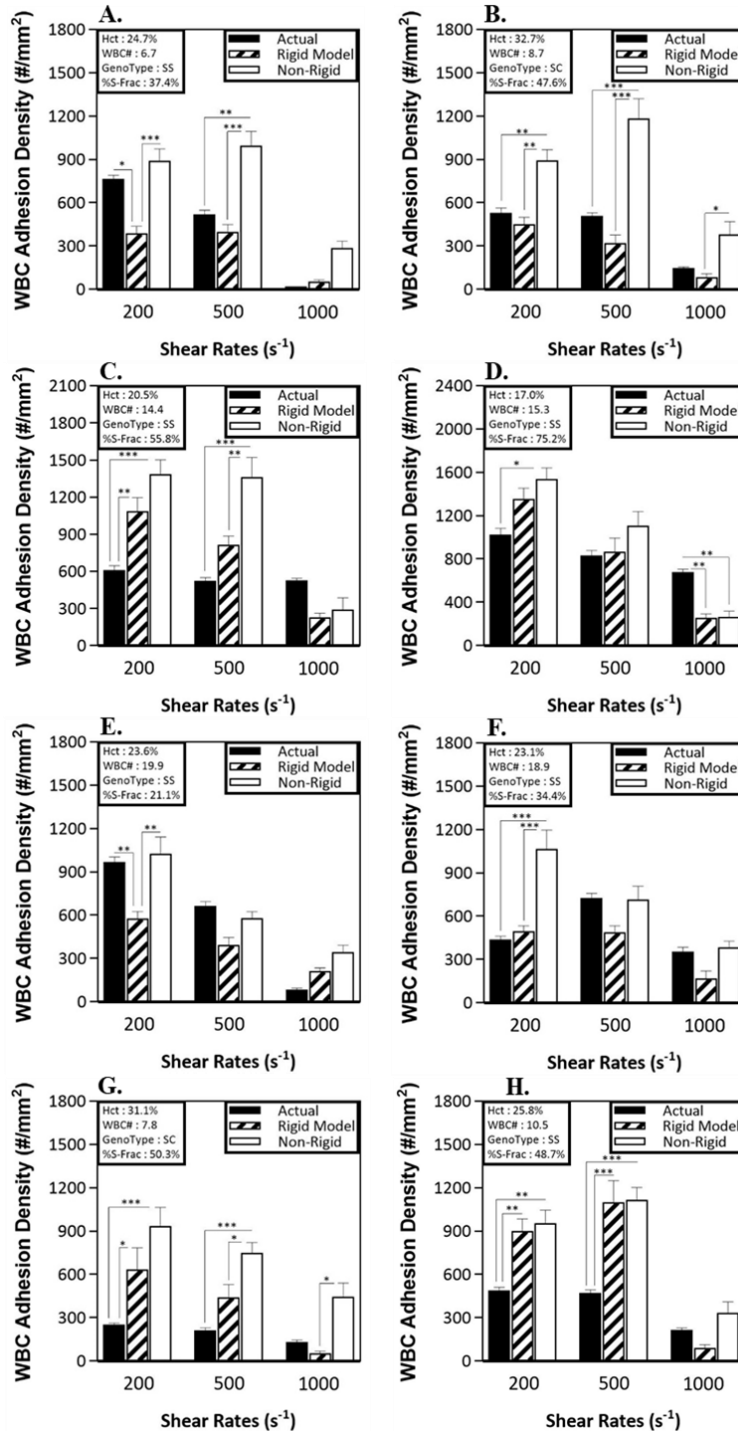 A.
WBC Adhesion Density (#/mm²)
1800
1500
1200
900
600
300
0
Hct : 24.7%
WBC# : 6.7
GenoType : SS
%S-Frac : 37.4%
Actual
Rigid Model
Non-Rigid
*
***
**
***
200
500
1000
Shear Rates (s⁻¹)
B.
WBC Adhesion Density (#/mm²)
1800
1500
1200
900
600
300
0
Hct : 32.7%
WBC# : 8.7
GenoType : SC
%S-Frac : 47.6%
Actual
Rigid Model
Non-Rigid
**
**
***
***
*
200
500
1000
Shear Rates (s⁻¹)
C.
WBC Adhesion Density (#/mm²)
2100
1800
1500
1200
900
600
300
0
Hct : 20.5%
WBC# : 14.4
GenoType : SS
%S-Frac : 55.8%
Actual
Rigid Model
Non-Rigid
***
**
***
**
200
500
1000
Shear Rates (s⁻¹)
D.
WBC Adhesion Density (#/mm²)
2400
2000
1600
1200
800
400
0
Hct : 17.0%
WBC# : 15.3
GenoType : SS
%S-Frac : 75.2%
Actual
Rigid Model
Non-Rigid
*
**
**
200
500
1000
Shear Rates (s⁻¹)
E.
WBC Adhesion Density (#/mm²)
1800
1500
1200
900
600
300
0
Hct : 23.6%
WBC# : 19.9
GenoType : SS
%S-Frac : 21.1%
Actual
Rigid Model
Non-Rigid
**
**
200
500
1000
Shear Rates (s⁻¹)
F.
WBC Adhesion Density (#/mm²)
1800
1500
1200
900
600
300
0
Hct : 23.1%
WBC# : 18.9
GenoType : SS
%S-Frac : 34.4%
Actual
Rigid Model
Non-Rigid
***
***
200
500
1000
Shear Rates (s⁻¹)
G.
WBC Adhesion Density (#/mm²)
1800
1500
1200
900
600
300
0
Hct : 31.1%
WBC# : 7.8
GenoType : SC
%S-Frac : 50.3%
Actual
Rigid Model
Non-Rigid
***
*
***
*
*
200
500
1000
Shear Rates (s⁻¹)
H.
WBC Adhesion Density (#/mm²)
1800
1500
1200
900
600
300
0
Hct : 25.8%
WBC# : 10.5
GenoType : SS
%S-Frac : 48.7%
Actual
Rigid Model
Non-Rigid
**
**
***
***
200
500
1000
Shear Rates (s⁻¹)